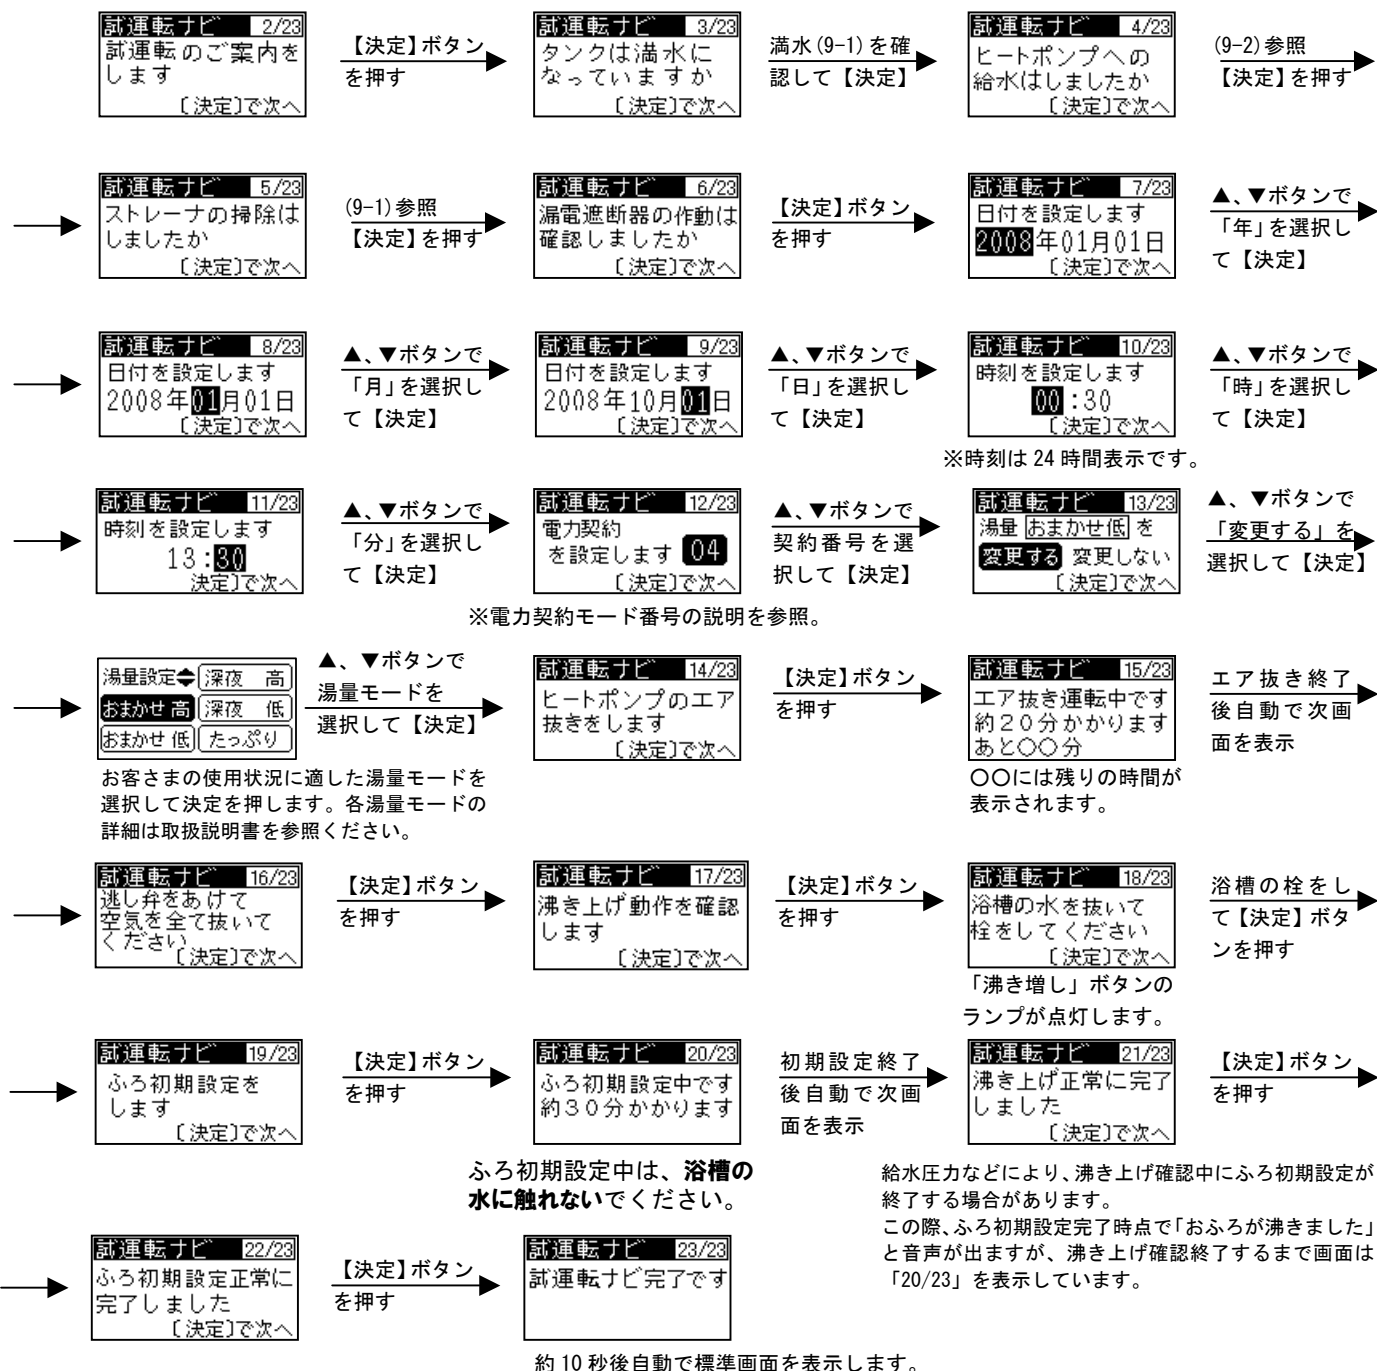 試運転ナビ 2/23
試運転のご案内を
します
〔決定〕で次へ
【決定】ボタン
を押す
試運転ナビ 3/23
タンクは満水に
なっていますか
〔決定〕で次へ
満水(9-1)を確
認して【決定】
試運転ナビ 4/23
ヒートポンプへの
給水はしましたか
〔決定〕で次へ
(9-2)参照
【決定】を押す
試運転ナビ 5/23
ストレーナの掃除は
しましたか
〔決定〕で次へ
(9-1)参照
【決定】を押す
試運転ナビ 6/23
漏電遮断器の作動は
確認しましたか
〔決定〕で次へ
【決定】ボタン
を押す
試運転ナビ 7/23
日付を設定します
2008年01月01日
〔決定〕で次へ
▲、▼ボタンで
「年」を選択し
て【決定】
試運転ナビ 8/23
日付を設定します
2008年01月01日
〔決定〕で次へ
▲、▼ボタンで
「月」を選択し
て【決定】
試運転ナビ 9/23
日付を設定します
2008年10月01日
〔決定〕で次へ
▲、▼ボタンで
「日」を選択し
て【決定】
試運転ナビ 10/23
時刻を設定します
00:30
〔決定〕で次へ
▲、▼ボタンで
「時」を選択し
て【決定】
※時刻は24時間表示です。
試運転ナビ 11/23
時刻を設定します
13:30
決定〕で次へ
▲、▼ボタンで
「分」を選択し
て【決定】
試運転ナビ 12/23
電力契約
を設定します 04
〔決定〕で次へ
▲、▼ボタンで
契約番号を選
択して【決定】
試運転ナビ 13/23
湯量 おまかせ低 を
変更する 変更しない
〔決定〕で次へ
▲、▼ボタンで
「変更する」を
選択して【決定】
※電力契約モード番号の説明を参照。
湯量設定◆ 深夜 高
おまかせ 高 深夜 低
おまかせ 低 たっぷり
▲、▼ボタンで
湯量モードを
選択して【決定】
お客さまの使用状況に適した湯量モードを
選択して決定を押します。各湯量モードの
詳細は取扱説明書を参照ください。
試運転ナビ 14/23
ヒートポンプのエア
抜きをします
〔決定〕で次へ
【決定】ボタン
を押す
試運転ナビ 15/23
エア抜き運転中です
約20分かかります
あと○○分
○○には残りの時間が
表示されます。
エア抜き終了
後自動で次画
面を表示
試運転ナビ 16/23
逃し弁をあけて
空気を全て抜いて
ください
〔決定〕で次へ
【決定】ボタン
を押す
試運転ナビ 17/23
沸き上げ動作を確認
します
〔決定〕で次へ
【決定】ボタン
を押す
試運転ナビ 18/23
浴槽の水を抜いて
栓をしてください
〔決定〕で次へ
「沸き増し」ボタンの
ランプが点灯します。
浴槽の栓をし
て【決定】ボタ
ンを押す
試運転ナビ 19/23
ふろ初期設定を
します
〔決定〕で次へ
【決定】ボタン
を押す
試運転ナビ 20/23
ふろ初期設定中です
約30分かかります
ふろ初期設定中は、浴槽の
水に触れないでください。
初期設定終了
後自動で次画
面を表示
試運転ナビ 21/23
沸き上げ正常に完了
しました
〔決定〕で次へ
【決定】ボタン
を押す
給水圧力などにより、沸き上げ確認中にふろ初期設定が
終了する場合があります。
この際、ふろ初期設定完了時点で「おふろが沸きました」
と音声が出ますが、沸き上げ確認終了するまで画面は
「20/23」を表示しています。
試運転ナビ 22/23
ふろ初期設定正常に
完了しました
〔決定〕で次へ
【決定】ボタン
を押す
試運転ナビ 23/23
試運転ナビ完了です
約10秒後自動で標準画面を表示します。